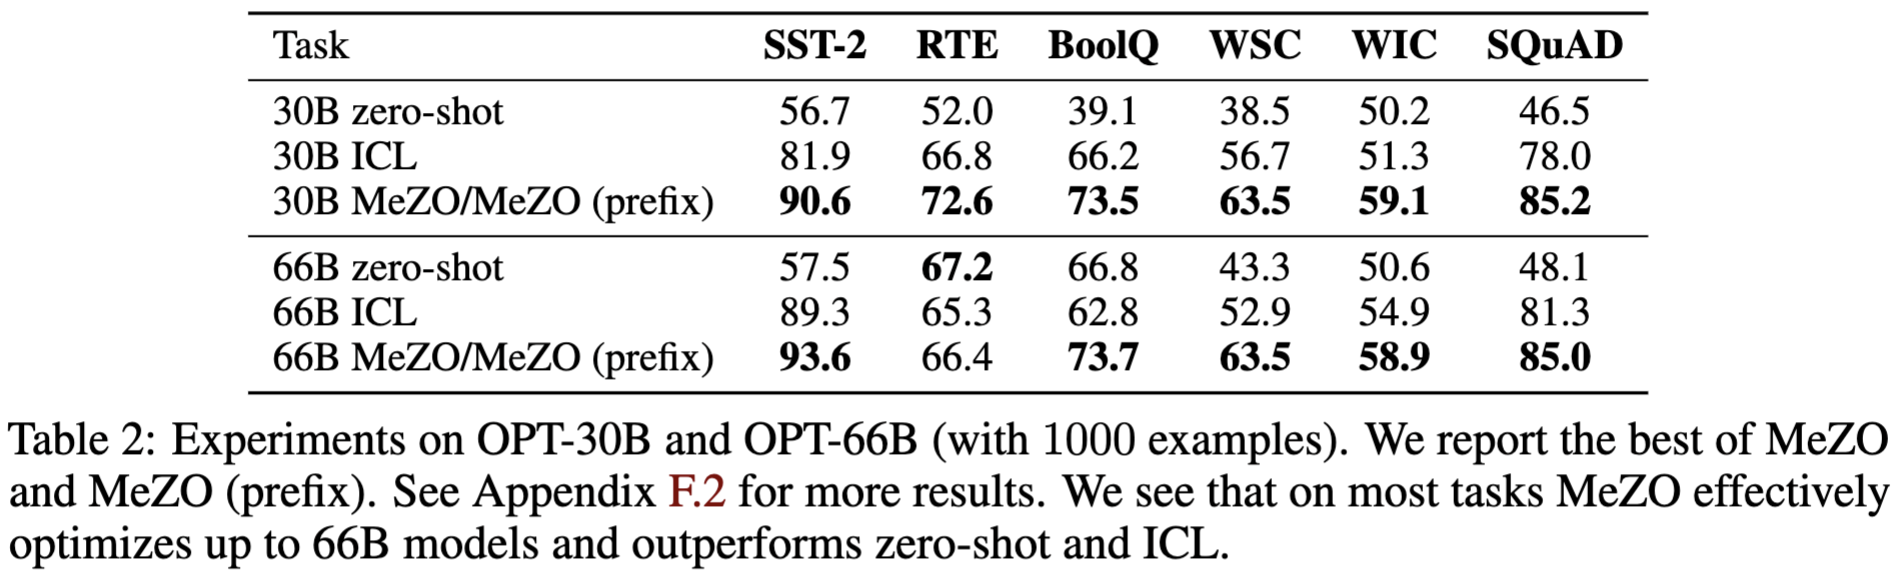 Task SST-2 RTE BoolQ WSC WIC SQuAD
30B zero-shot 56.7 52.0 39.1 38.5 50.2 46.5
30B ICL 81.9 66.8 66.2 56.7 51.3 78.0
30B MeZO/MeZO (prefix) 90.6 72.6 73.5 63.5 59.1 85.2
66B zero-shot 57.5 67.2 66.8 43.3 50.6 48.1
66B ICL 89.3 65.3 62.8 52.9 54.9 81.3
66B MeZO/MeZO (prefix) 93.6 66.4 73.7 63.5 58.9 85.0
Table 2: Experiments on OPT-30B and OPT-66B (with 1000 examples). We report the best of MeZO
and MeZO (prefix). See Appendix F.2 for more results. We see that on most tasks MeZO effectively
optimizes up to 66B models and outperforms zero-shot and ICL.